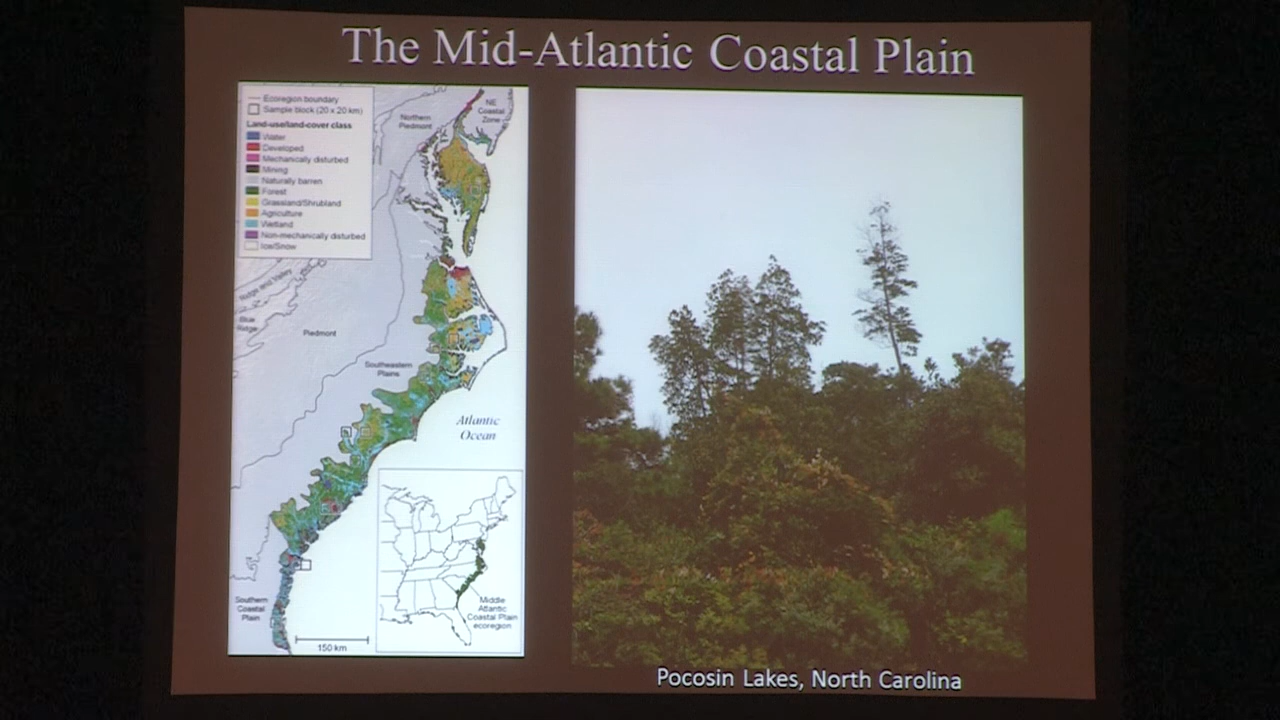 The Mid-Atlantic Coastal Plain
Ecoregion boundary
Sample block (20 x 20 km)
Land-use/land-cover class
Water
Developed
Mechanically disturbed
Mining
Naturally barren
Forest
Grassland/Shrubland
Agriculture
Wetland
Non-mechanically disturbed
Ice/Snow
NE
Coastal
Zone
Northern
Piedmont
Ridge and Valley
Blue
Ridge
Piedmont
Southeastern
Plains
Atlantic
Ocean
Southern
Coastal
Plain
150 km
Middle
Atlantic
Coastal Plain
ecoregion
Pocosin Lakes, North Carolina